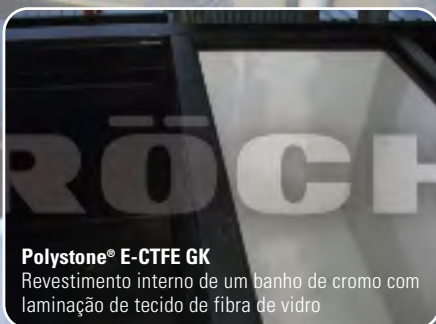 RÖCH
Polystone® E-CTFE GK
Revestimento interno de um banho de cromo com
laminação de tecido de fibra de vidro